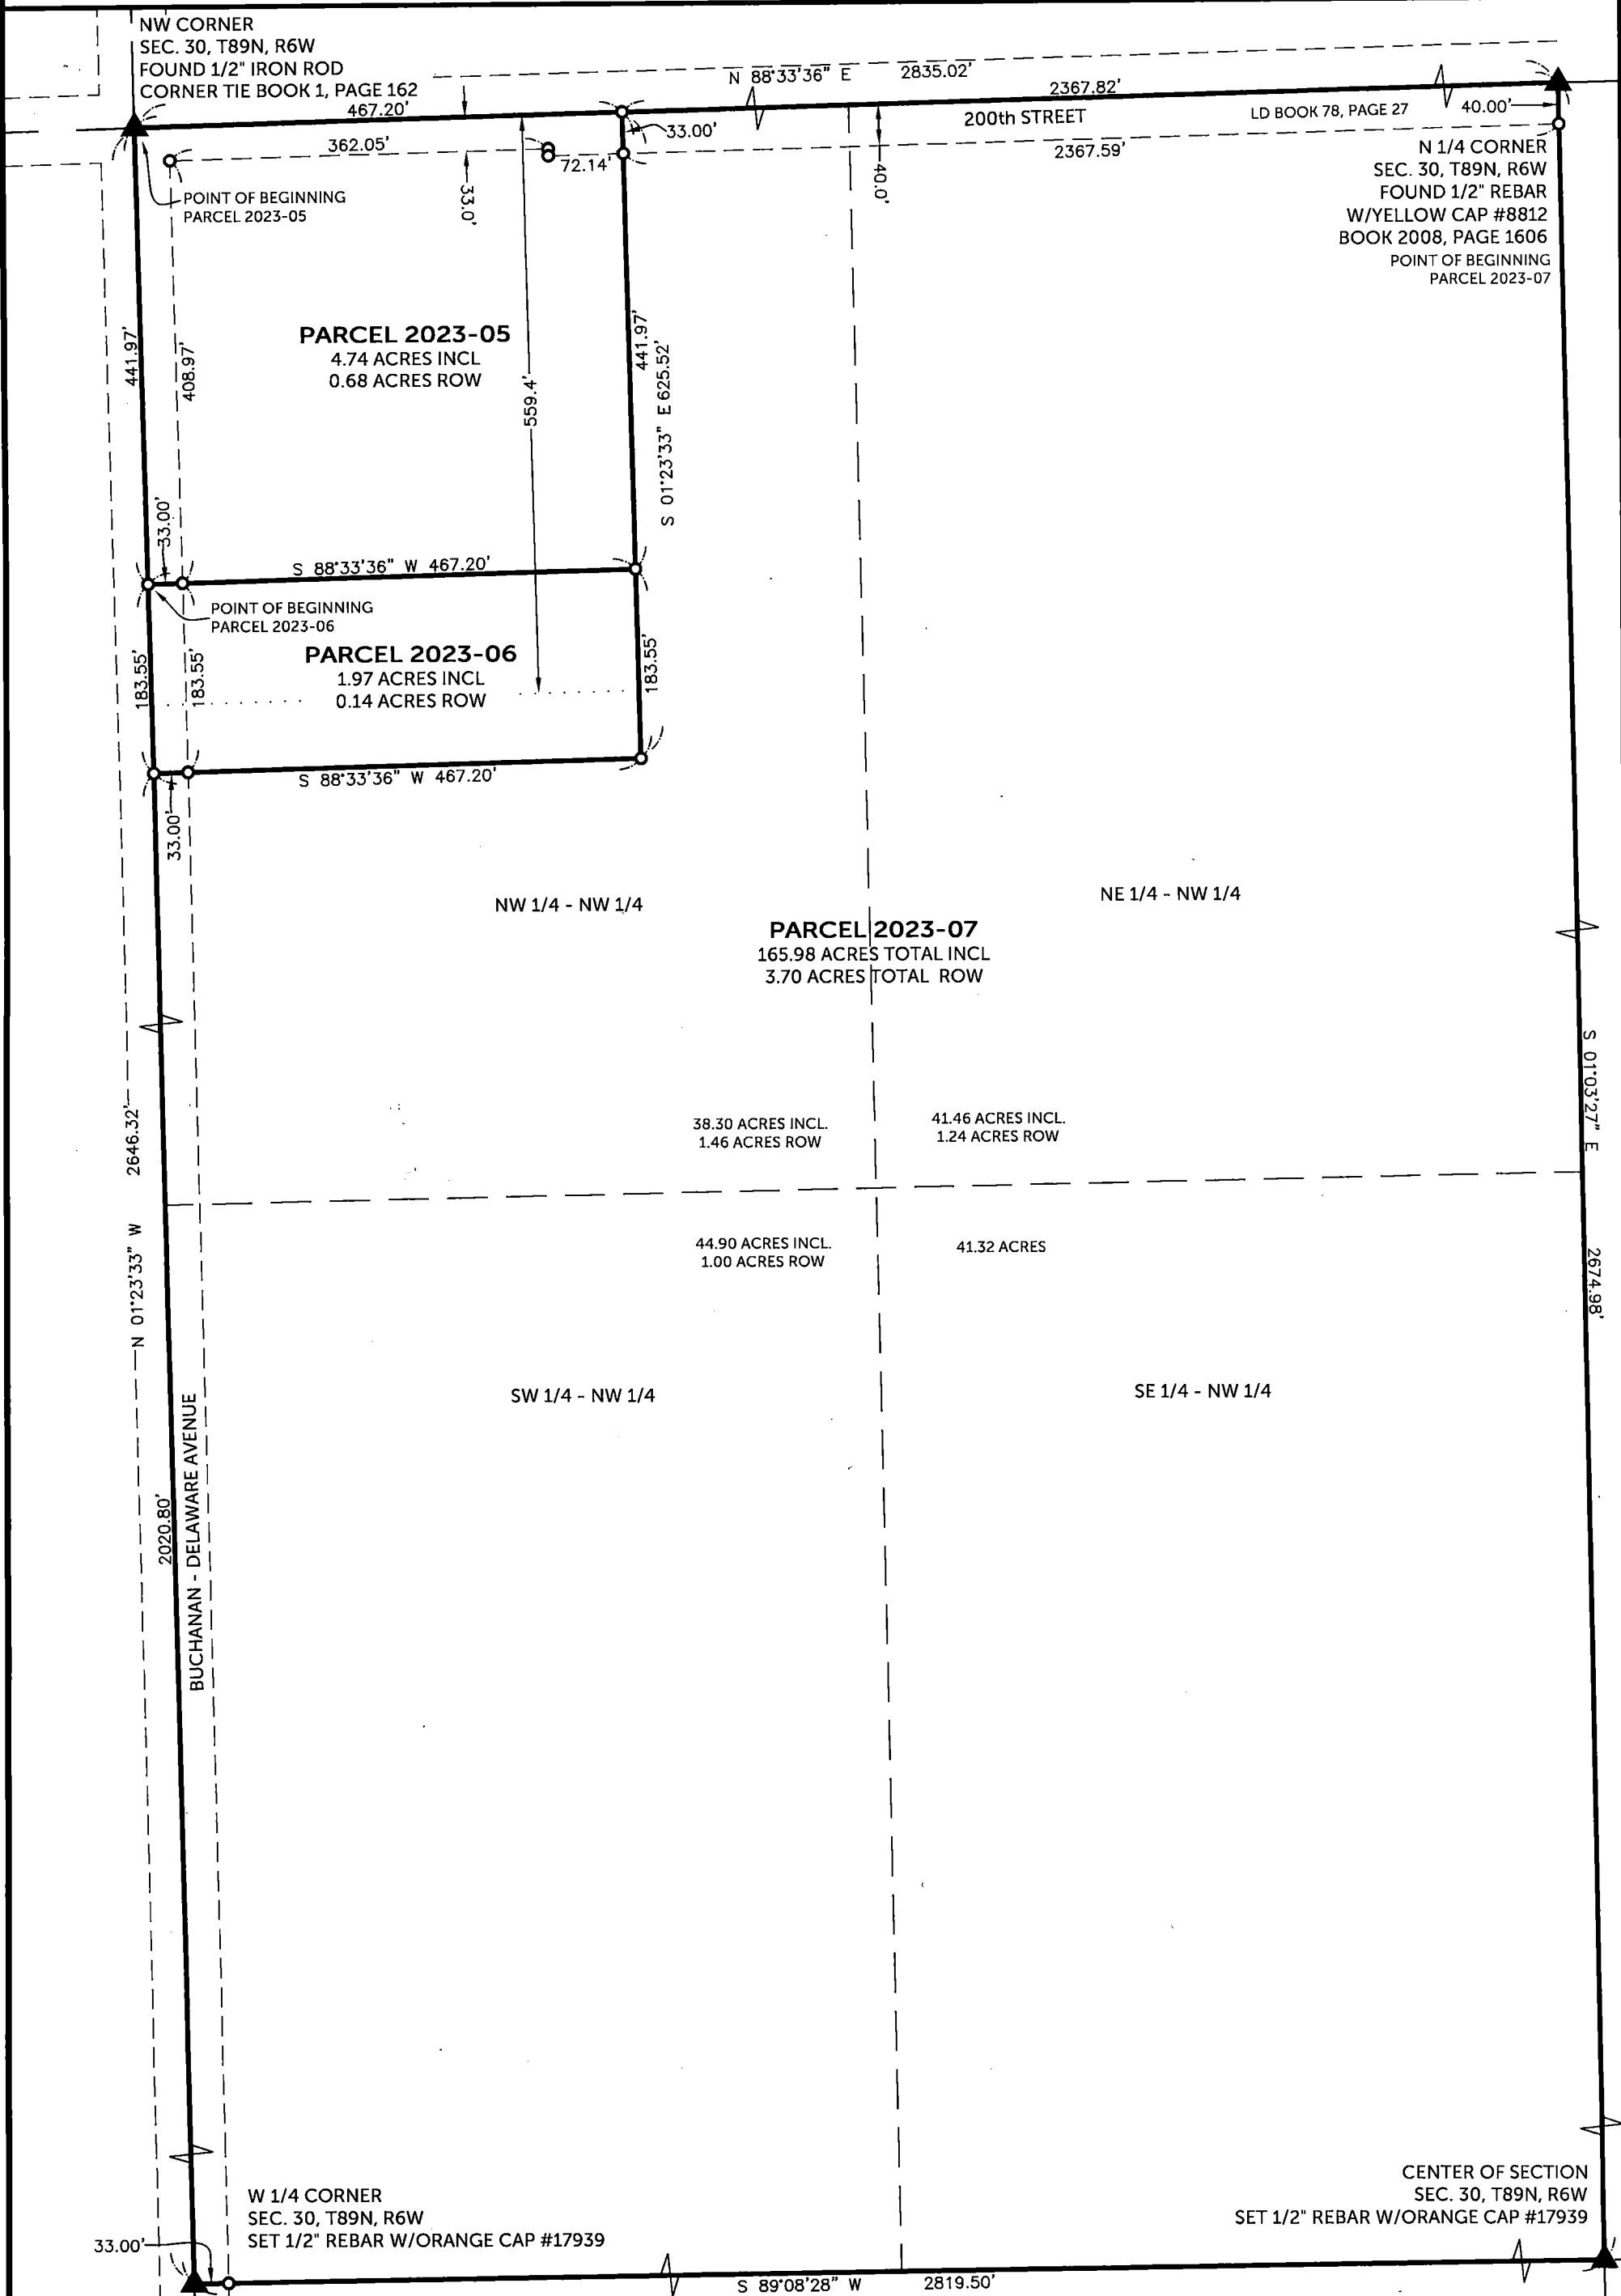 NW CORNER
SEC. 30, T89N, R6W
FOUND 1/2" IRON ROD
CORNER TIE BOOK 1, PAGE 162
467.20'
N 88°33'36" E 2835.02'
2367.82'
200th STREET
LD BOOK 78, PAGE 27
40.00'
33.00'
362.05'
72.14'
2367.59'
33.0'
40.0'
N 1/4 CORNER
SEC. 30, T89N, R6W
FOUND 1/2" REBAR
W/YELLOW CAP #8812
BOOK 2008, PAGE 1606
POINT OF BEGINNING
PARCEL 2023-07
POINT OF BEGINNING
PARCEL 2023-05
PARCEL 2023-05
4.74 ACRES INCL
0.68 ACRES ROW
441.97'
408.97'
559.4'
441.97'
S 01°23'33" E 625.52'
33.00'
S 88°33'36" W 467.20'
POINT OF BEGINNING
PARCEL 2023-06
PARCEL 2023-06
1.97 ACRES INCL
0.14 ACRES ROW
183.55'
183.55'
183.55'
S 88°33'36" W 467.20'
33.00'
NW 1/4 - NW 1/4
NE 1/4 - NW 1/4
PARCEL 2023-07
165.98 ACRES TOTAL INCL
3.70 ACRES TOTAL ROW
38.30 ACRES INCL.
1.46 ACRES ROW
41.46 ACRES INCL.
1.24 ACRES ROW
S 01°03'27" E
2674.98'
N 01°23'33" W
2646.32'
44.90 ACRES INCL.
1.00 ACRES ROW
41.32 ACRES
SW 1/4 - NW 1/4
SE 1/4 - NW 1/4
2020.80'
BUCHANAN - DELAWARE AVENUE
W 1/4 CORNER
SEC. 30, T89N, R6W
SET 1/2" REBAR W/ORANGE CAP #17939
33.00'
CENTER OF SECTION
SEC. 30, T89N, R6W
SET 1/2" REBAR W/ORANGE CAP #17939
S 89°08'28" W 2819.50'